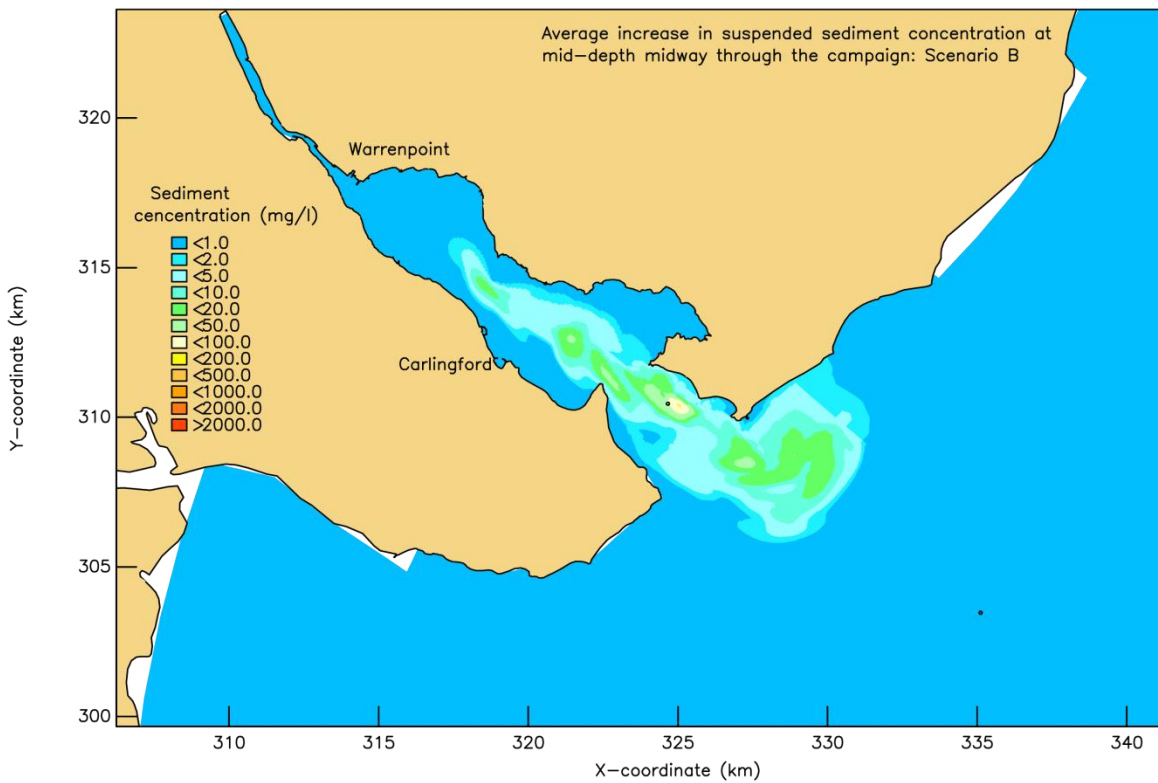 Average increase in suspended sediment concentration at
mid-depth midway through the campaign: Scenario B
320
Warrenpoint
Sediment
cencentration (mg/l)
<1.0
<2.0
<5.0
<10.0
<20.0
<50.0
<100.0
<200.0
<500.0
<1000.0
<2000.0
>2000.0
315
Carlingford
310
305
300
Y-coordinate (km)
310 315 320 325 330 335 340
X-coordinate (km)